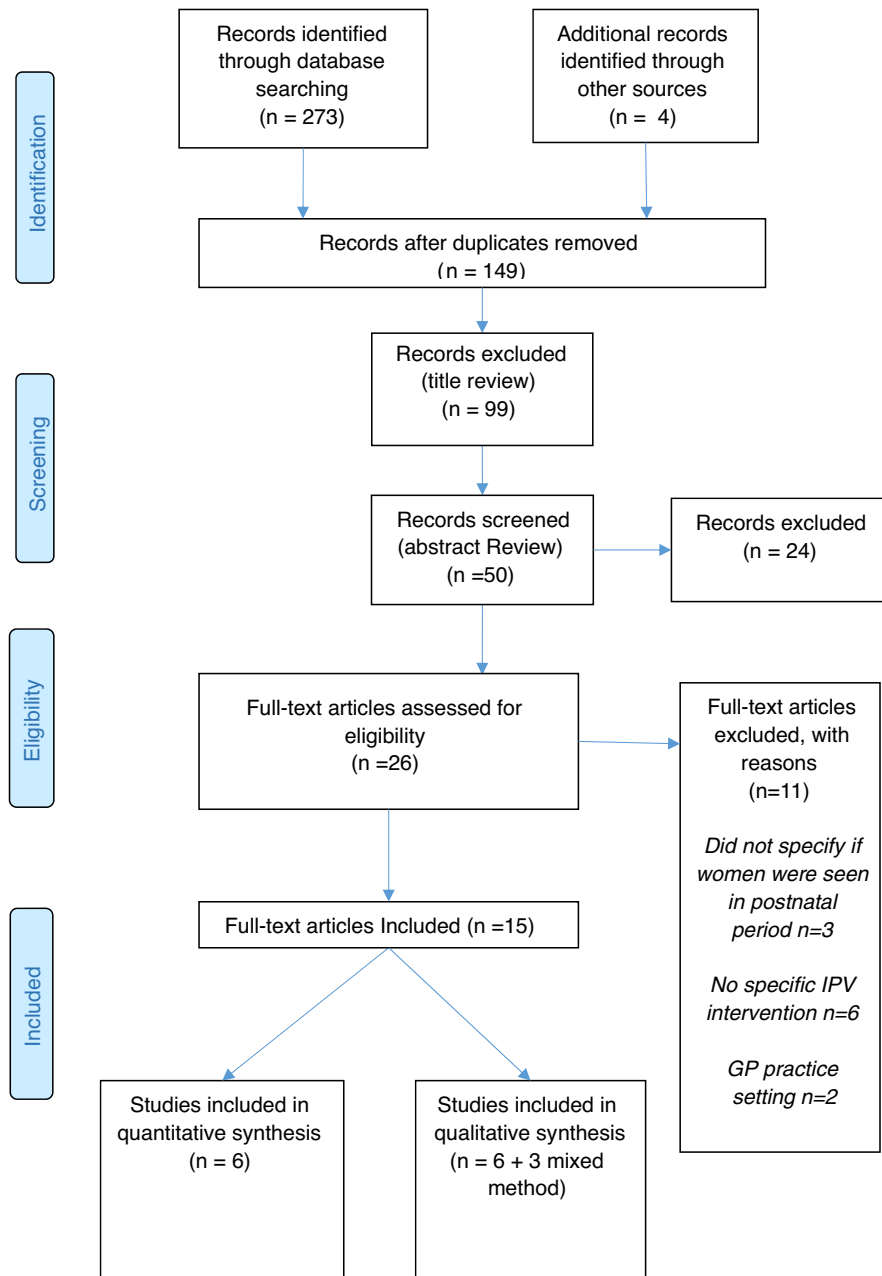 Records identified
through database
searching
(n = 273)
Additional records
identified through
other sources
(n = 4)
Identification
Records after duplicates removed
(n = 149)
Screening
Records excluded
(title review)
(n = 99)
Records screened
(abstract Review)
(n =50)
Records excluded
(n = 24)
Eligibility
Full-text articles assessed for
eligibility
(n =26)
Full-text articles
excluded, with
reasons
(n=11)
Did not specify if
women were seen
in postnatal
period n=3
No specific IPV
intervention n=6
GP practice
setting n=2
Included
Full-text articles Included (n =15)
Studies included in
quantitative synthesis
(n = 6)
Studies included in
qualitative synthesis
(n = 6 + 3 mixed
method)